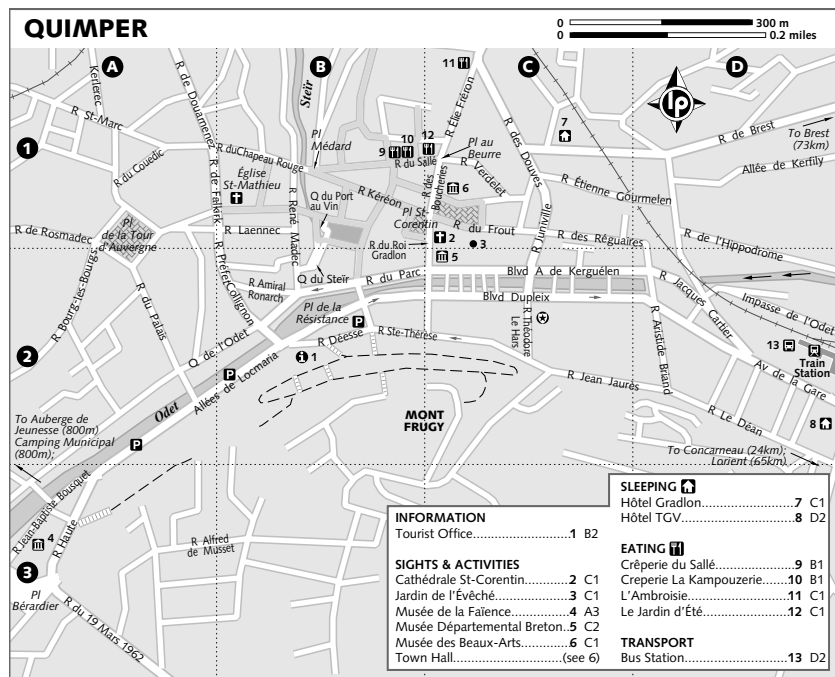 QUIMPER
0 300 m
0 0.2 miles
A
B
C
D
1
2
3
Kerlerec
R de Douarnenez
Steïr
R St-Marc
R du Couëdic
R du Chapeau Rouge
Pl
Médard
11
10
12
9
R du Sallé
R Élie Fréron
Pl au
Beurre
R des Douves
7
lp
R de Brest
To Brest
(73km)
Allée de Kerfily
Église
St-Mathieu
R de Falkirk
R René Madec
Q du Port
au Vin
R Kéréon
R des Boucheries
R Verdelet
6
R Étienne Gourmelen
Pl St-
Corentin
R du Frout
R Juniville
R de Rosmadec
Pl
de la Tour
d'Auvergne
R Laennec
R du Roi
Gradlon
2
3
5
R des Réguaires
R de l'Hippodrome
R Bourg-les-Bourgs
R du Palais
R Préfet Collignon
R Amiral
Ronarch
Q du Steïr
R du Parc
Blvd A de Kerguélen
Blvd Dupleix
R Jacques Cartier
Impasse de l'Odet
Pl de la
Résistance
P
Q de l'Odet
R Déesse
R Ste-Thérèse
R Théodore
Le Hars
R Aristide Briand
13
Train
Station
1
Allées de Locmaria
P
Odet
R Jean Jaurès
Av de la Gare
R Le Déan
8
MONT
FRUGY
To Auberge de
Jeunesse (800m)
Camping Municipal
(800m);
P
To Concarneau (24km);
Lorient (65km)
R Jean-Baptiste Bousquet
4
R Haute
R Alfred
de Musset
Pl
Bérardier
R du 19 Mars 1962
INFORMATION
Tourist Office 1 B2
SIGHTS & ACTIVITIES
Cathédrale St-Corentin 2 C1
Jardin de l'Évêché 3 C1
Musée de la Faïence 4 A3
Musée Départemental Breton 5 C2
Musée des Beaux-Arts 6 C1
Town Hall (see 6)
SLEEPING
Hôtel Gradlon 7 C1
Hôtel TGV 8 D2
EATING
Crêperie du Sallé 9 B1
Creperie La Kampouzerie 10 B1
L'Ambroisie 11 C1
Le Jardin d'Été 12 C1
TRANSPORT
Bus Station 13 D2